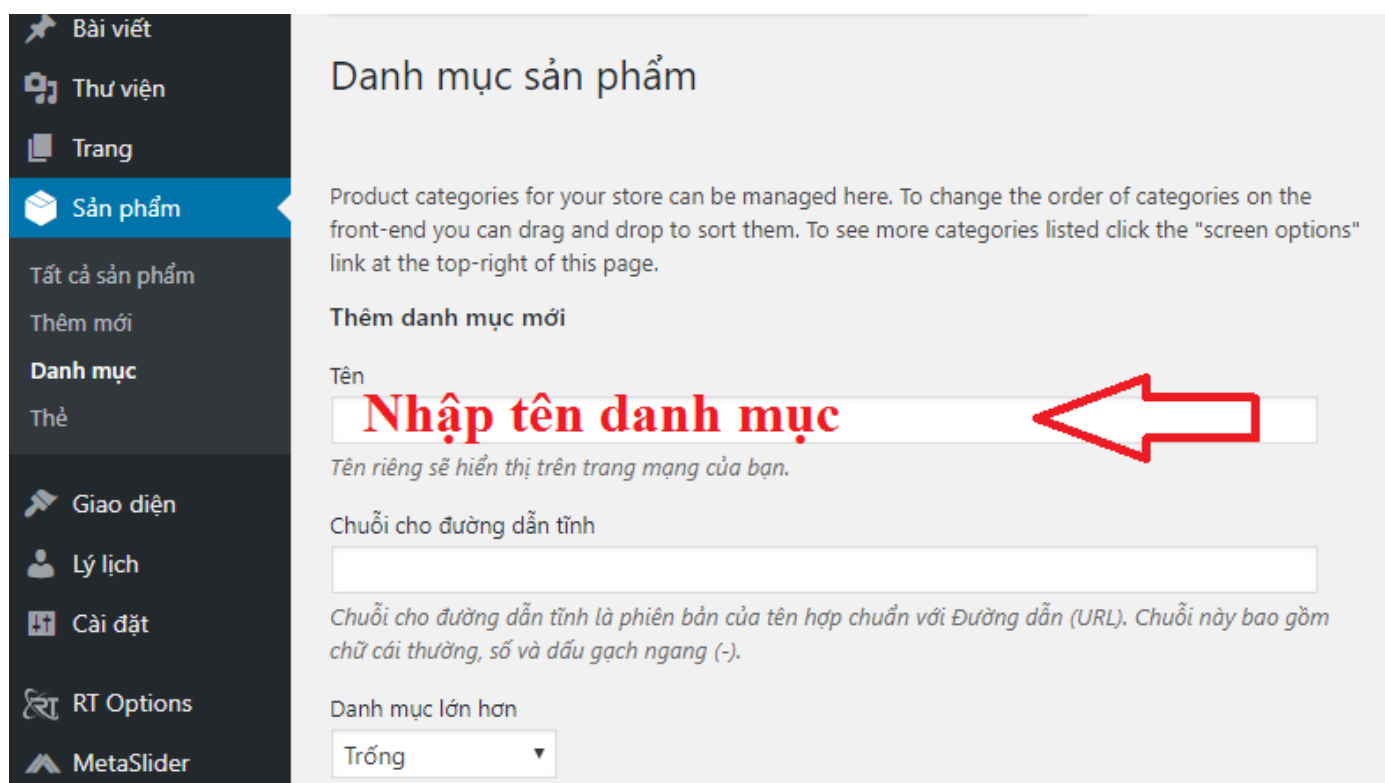 Bài viết
Thư viện
Trang
Sản phẩm
Tất cả sản phẩm
Thêm mới
Danh mục
Thẻ
Giao diện
Lý lịch
Cài đặt
RT Options
MetaSlider
Danh mục sản phẩm
Product categories for your store can be managed here. To change the order of categories on the
front-end you can drag and drop to sort them. To see more categories listed click the "screen options"
link at the top-right of this page.
Thêm danh mục mới
Tên
Nhập tên danh mục
Tên riêng sẽ hiển thị trên trang mạng của bạn.
Chuỗi cho đường dẫn tĩnh
Chuỗi cho đường dẫn tĩnh là phiên bản của tên hợp chuẩn với Đường dẫn (URL). Chuỗi này bao gồm
chữ cái thường, số và dấu gạch ngang (-).
Danh mục lớn hơn
Trống